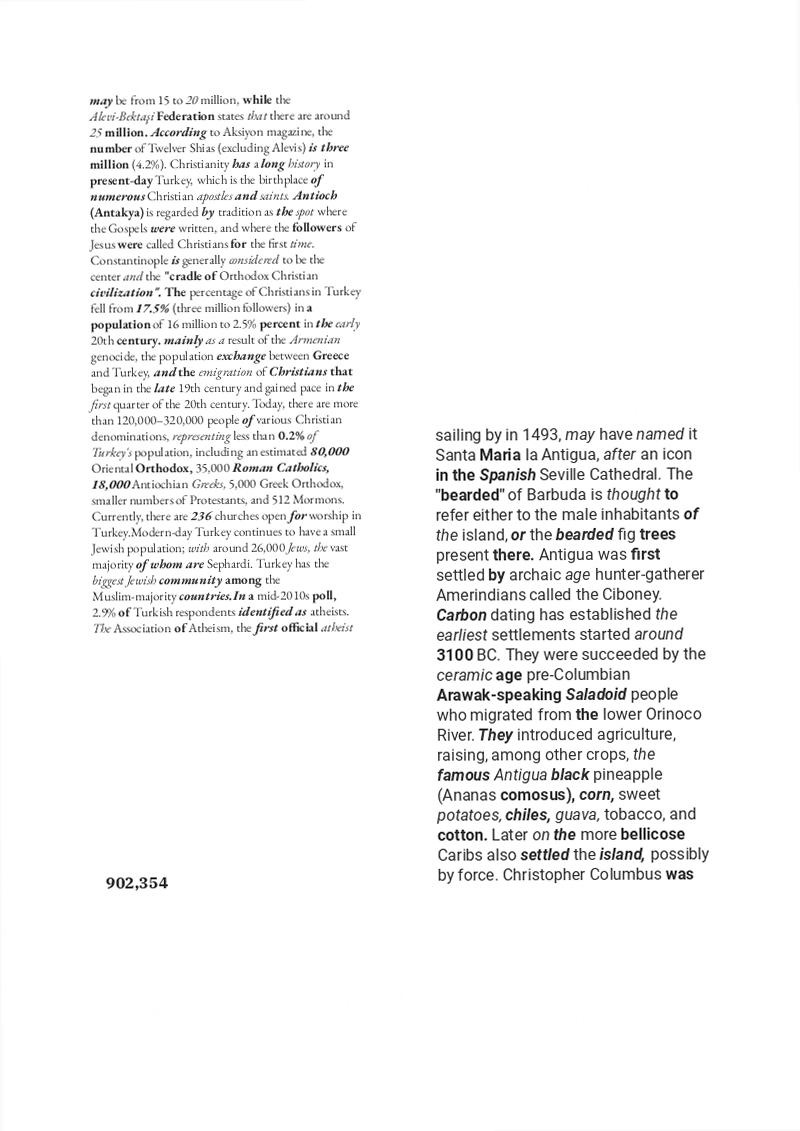 may be from 15 to 20 million, while the
Alevi-Bektaşi Federation states that there are around
25 million. According to Aksiyon magazine, the
number of Twelver Shias (excluding Alevis) is three
million (4.2%). Christianity has a long history in
present-day Turkey, which is the birthplace of
numerous Christian apostles and saints. Antioch
(Antakya) is regarded by tradition as the spot where
the Gospels were written, and where the followers of
Jesus were called Christians for the first time.
Constantinople is generally considered to be the
center and the "cradle of Orthodox Christian
civilization". The percentage of Christians in Turkey
fell from 17.5% (three million followers) in a
population of 16 million to 2.5% percent in the early
20th century. mainly as a result of the Armenian
genocide, the population exchange between Greece
and Turkey, and the emigration of Christians that
began in the late 19th century and gained pace in the
first quarter of the 20th century. Today, there are more
than 120,000–320,000 people of various Christian
denominations, representing less than 0.2% of
Turkey's population, including an estimated 80,000
Oriental Orthodox, 35,000 Roman Catholics,
18,000 Antiochian Greeks, 5,000 Greek Orthodox,
smaller numbers of Protestants, and 512 Mormons.
Currently, there are 236 churches open for worship in
Turkey.Modern-day Turkey continues to have a small
Jewish population; with around 26,000 Jews, the vast
majority of whom are Sephardi. Turkey has the
biggest Jewish community among the
Muslim-majority countries.In a mid-2010s poll,
2.9% of Turkish respondents identified as atheists.
The Association of Atheism, the first official atheist
902,354
sailing by in 1493, may have named it
Santa Maria la Antigua, after an icon
in the Spanish Seville Cathedral. The
"bearded" of Barbuda is thought to
refer either to the male inhabitants of
the island, or the bearded fig trees
present there. Antigua was first
settled by archaic age hunter-gatherer
Amerindians called the Ciboney.
Carbon dating has established the
earliest settlements started around
3100 BC. They were succeeded by the
ceramic age pre-Columbian
Arawak-speaking Saladoid people
who migrated from the lower Orinoco
River. They introduced agriculture,
raising, among other crops, the
famous Antigua black pineapple
(Ananas comosus), corn, sweet
potatoes, chiles, guava, tobacco, and
cotton. Later on the more bellicose
Caribs also settled the island, possibly
by force. Christopher Columbus was